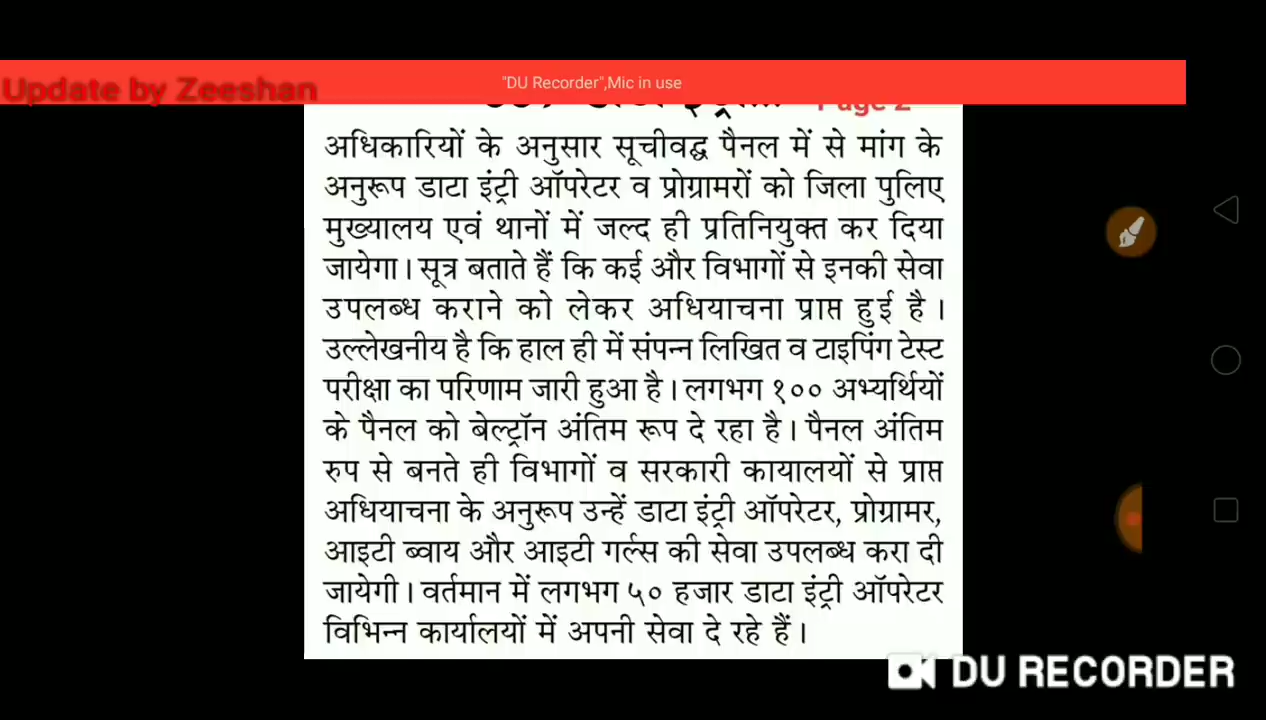 "DU Recorder",Mic in use
Update by Zeeshan
Page 2
अधिकारियों के अनुसार सूचीवद्ध पैनल में से मांग के
अनुरूप डाटा इंट्री ऑपरेटर व प्रोग्रामरों को जिला पुलिए
मुख्यालय एवं थानों में जल्द ही प्रतिनियुक्त कर दिया
जायेगा। सूत्र बताते हैं कि कई और विभागों से इनकी सेवा
उपलब्ध कराने को लेकर अधियाचना प्राप्त हुई है।
उल्लेखनीय है कि हाल ही में संपन्न लिखित व टाइपिंग टेस्ट
परीक्षा का परिणाम जारी हुआ है। लगभग १०० अभ्यर्थियों
के पैनल को बेल्ट्रॉन अंतिम रूप दे रहा है। पैनल अंतिम
रुप से बनते ही विभागों व सरकारी कायालयों से प्राप्त
अधियाचना के अनुरूप उन्हें डाटा इंट्री ऑपरेटर, प्रोग्रामर,
आइटी ब्वाय और आइटी गर्ल्स की सेवा उपलब्ध करा दी
जायेगी। वर्तमान में लगभग ५० हजार डाटा इंट्री ऑपरेटर
विभिन्न कार्यालयों में अपनी सेवा दे रहे हैं।
DU RECORDER